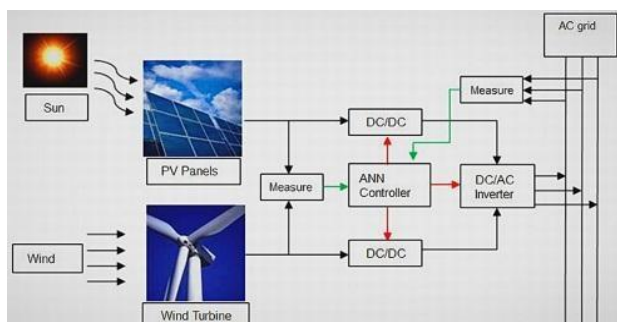 AC grid
Sun
Measure
DC/DC
PV Panels
Measure
ANN
Controller
DC/AC
Inverter
Wind
DC/DC
Wind Turbine